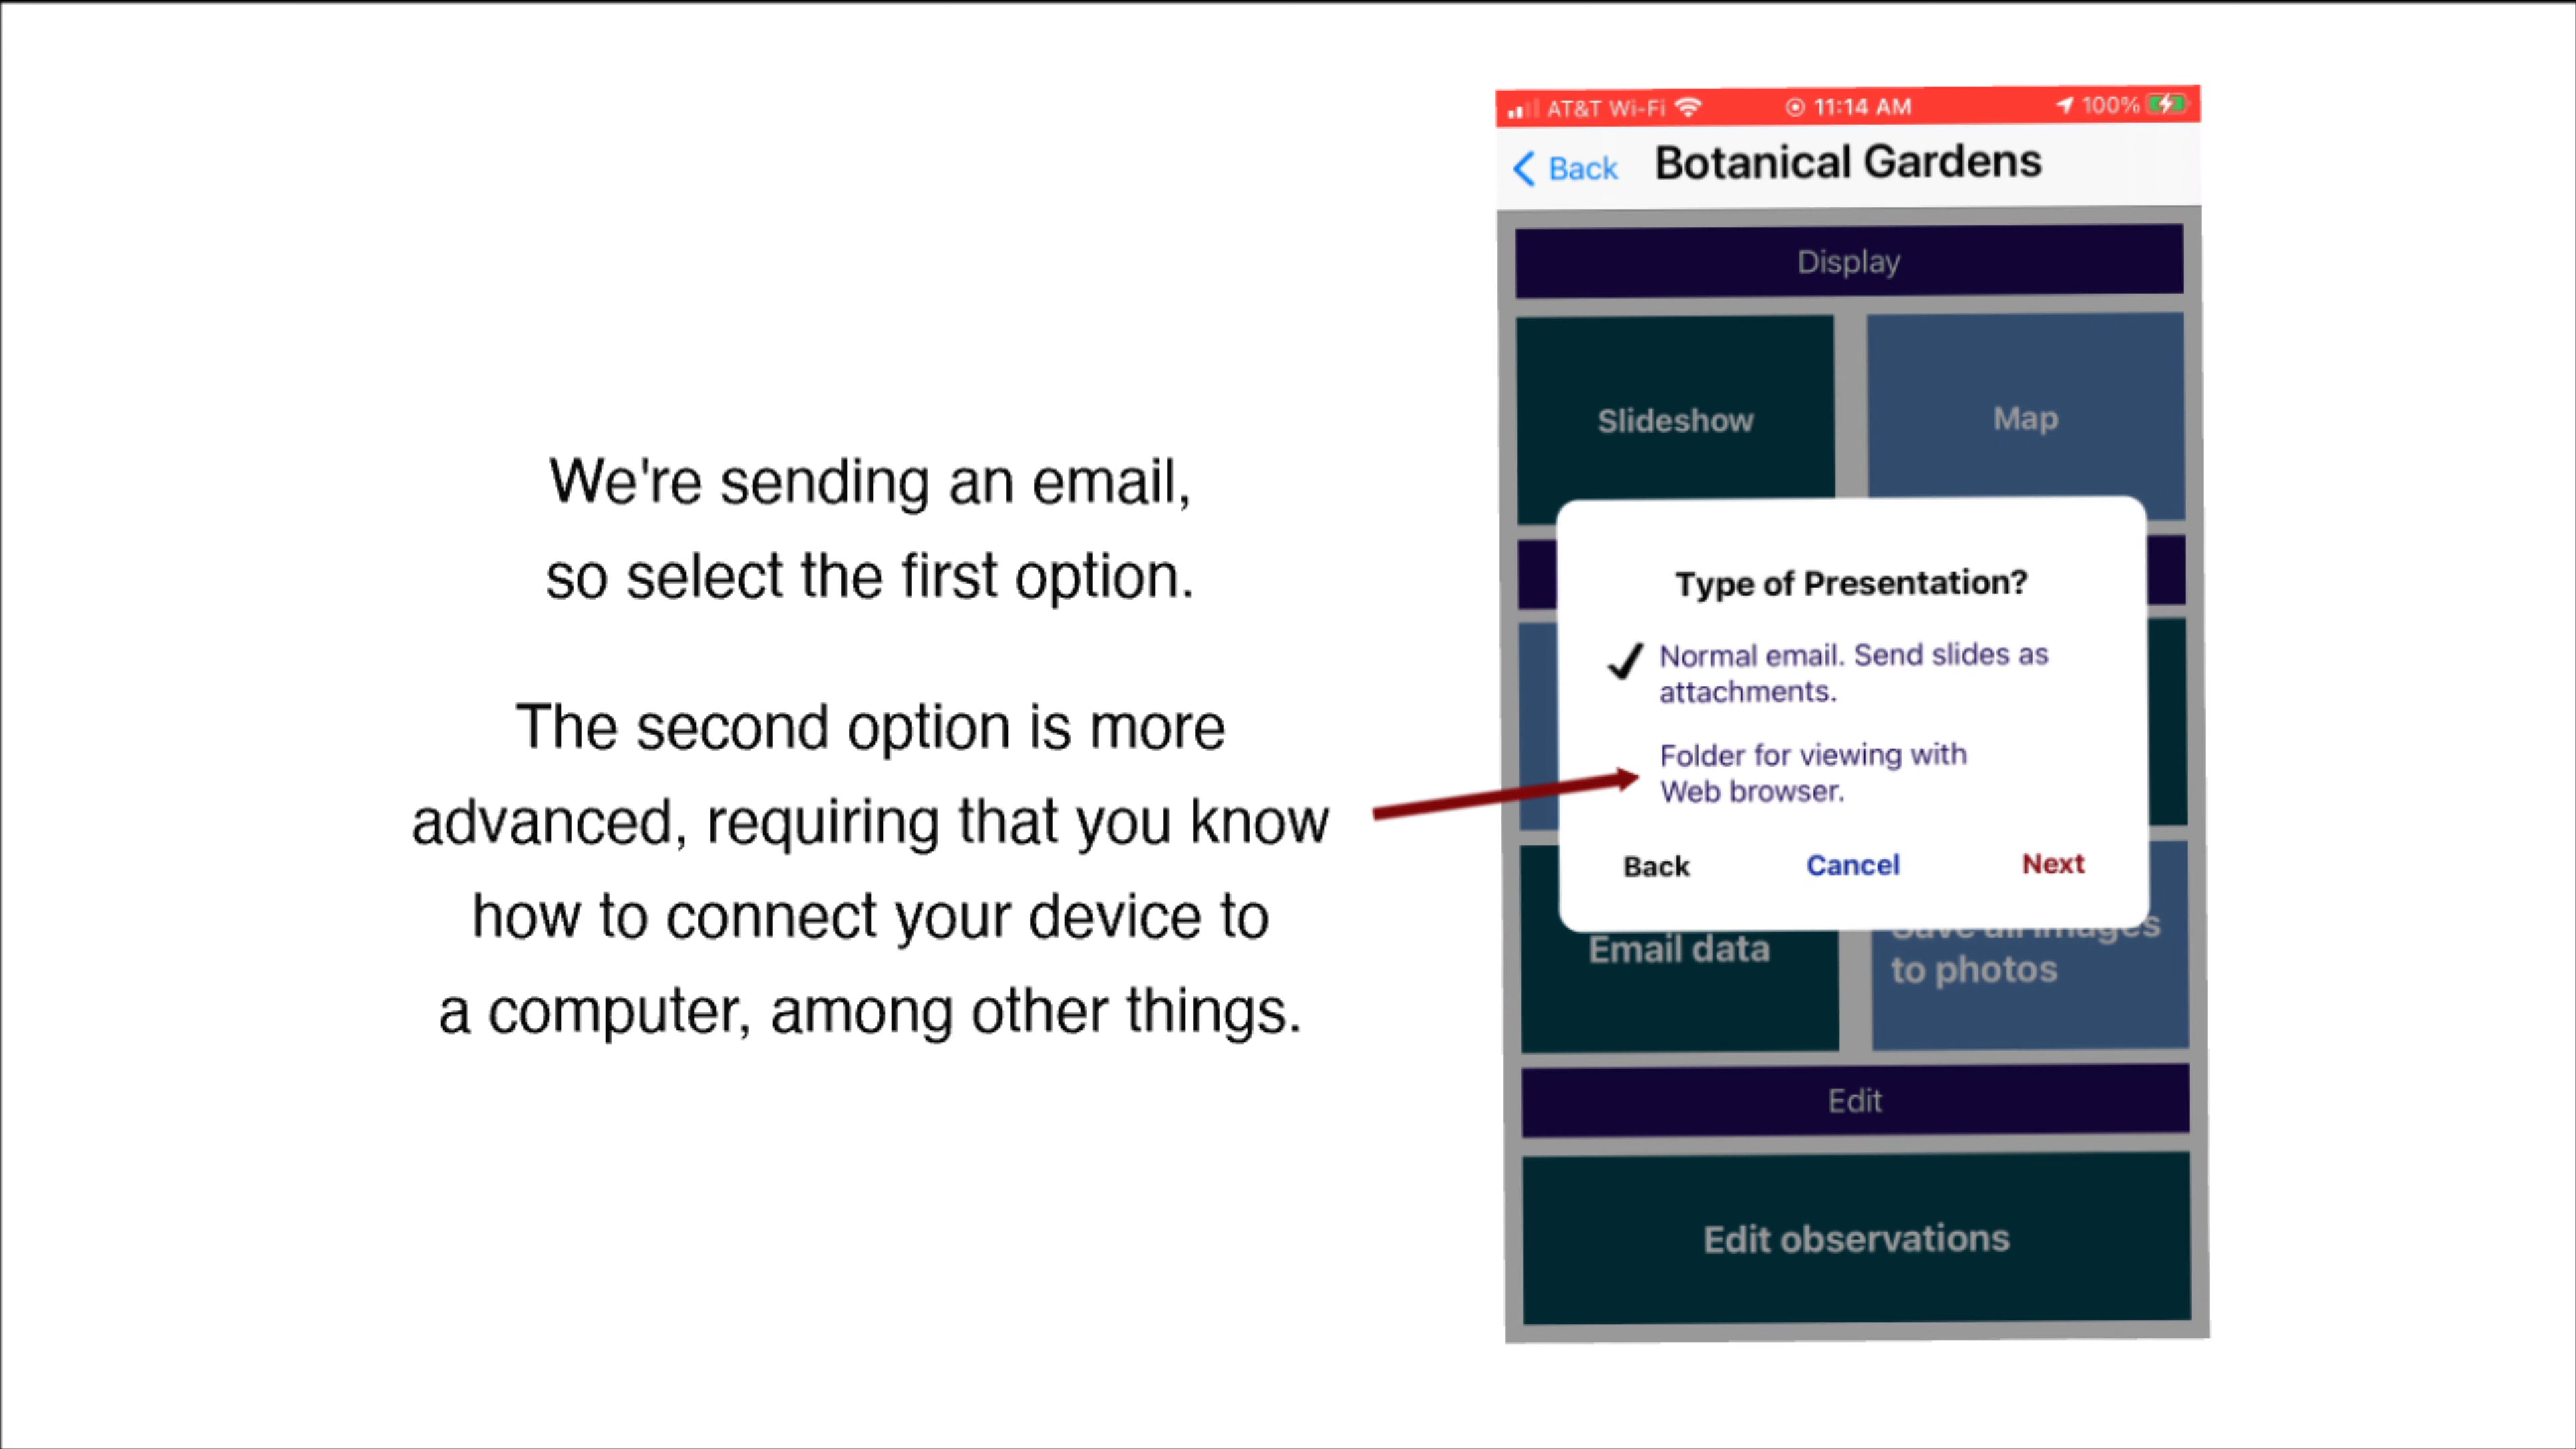 We're sending an email,
so select the first option.
The second option is more
advanced, requiring that you know
how to connect your device to
a computer, among other things.
AT&T Wi-Fi 11:14 AM 100%
Back Botanical Gardens
Display
Slideshow Map
Type of Presentation?
Normal email. Send slides as
attachments.
Folder for viewing with
Web browser.
Back Cancel Next
Email data
Save all images
to photos
Edit
Edit observations